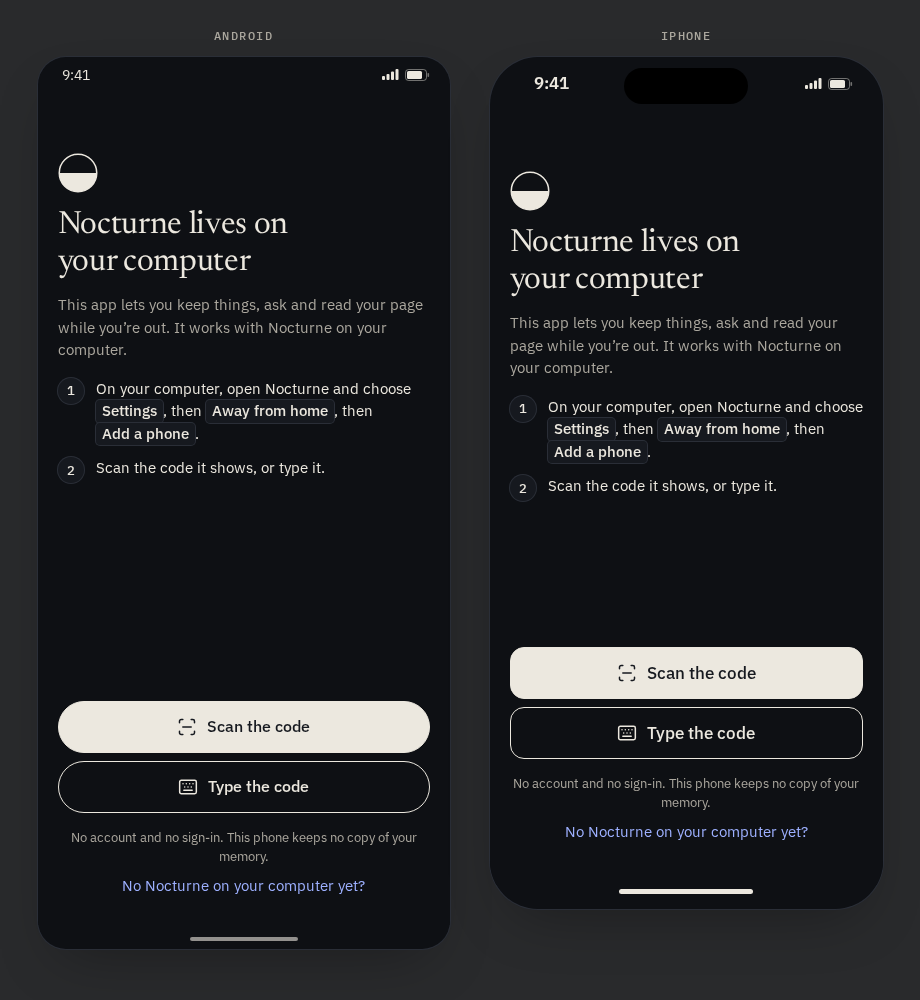 ANDROID
9:41
Nocturne lives on
your computer
This app lets you keep things, ask and read your page
while you’re out. It works with Nocturne on your
computer.
1 On your computer, open Nocturne and choose
Settings, then Away from home, then
Add a phone.
2 Scan the code it shows, or type it.
Scan the code
Type the code
No account and no sign-in. This phone keeps no copy of your
memory.
No Nocturne on your computer yet?
IPHONE
9:41
Nocturne lives on
your computer
This app lets you keep things, ask and read your
page while you’re out. It works with Nocturne on
your computer.
1 On your computer, open Nocturne and choose
Settings, then Away from home, then
Add a phone.
2 Scan the code it shows, or type it.
Scan the code
Type the code
No account and no sign-in. This phone keeps no copy of your
memory.
No Nocturne on your computer yet?